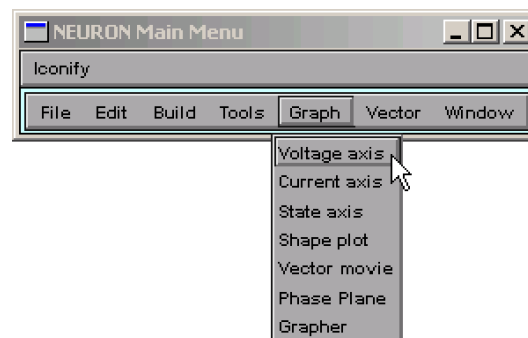 NEURON Main Menu
Iconify
File Edit Build Tools Graph Vector Window
Voltage axis
Current axis
State axis
Shape plot
Vector movie
Phase Plane
Grapher